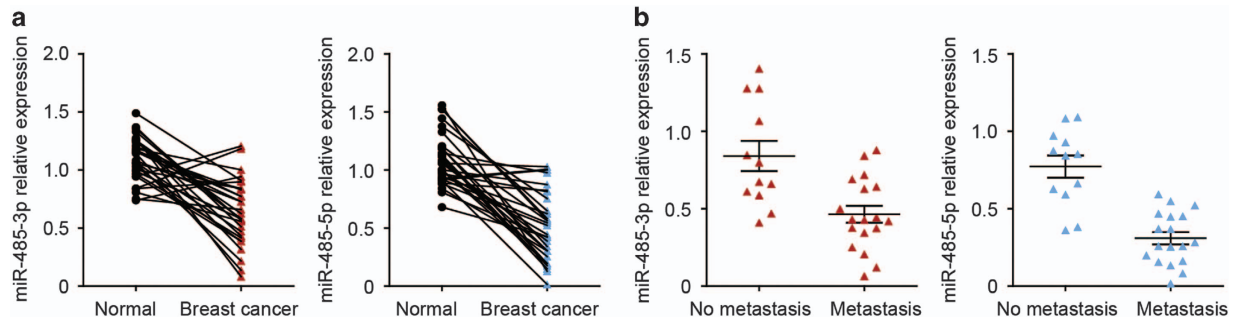 a
miR-485-3p relative expression
2.0
1.5
1.0
0.5
0
Normal Breast cancer
miR-485-5p relative expression
2.0
1.5
1.0
0.5
0
Normal Breast cancer
b
miR-485-3p relative expression
1.5
1.0
0.5
0
No metastasis Metastasis
miR-485-5p relative expression
1.5
1.0
0.5
0
No metastasis Metastasis